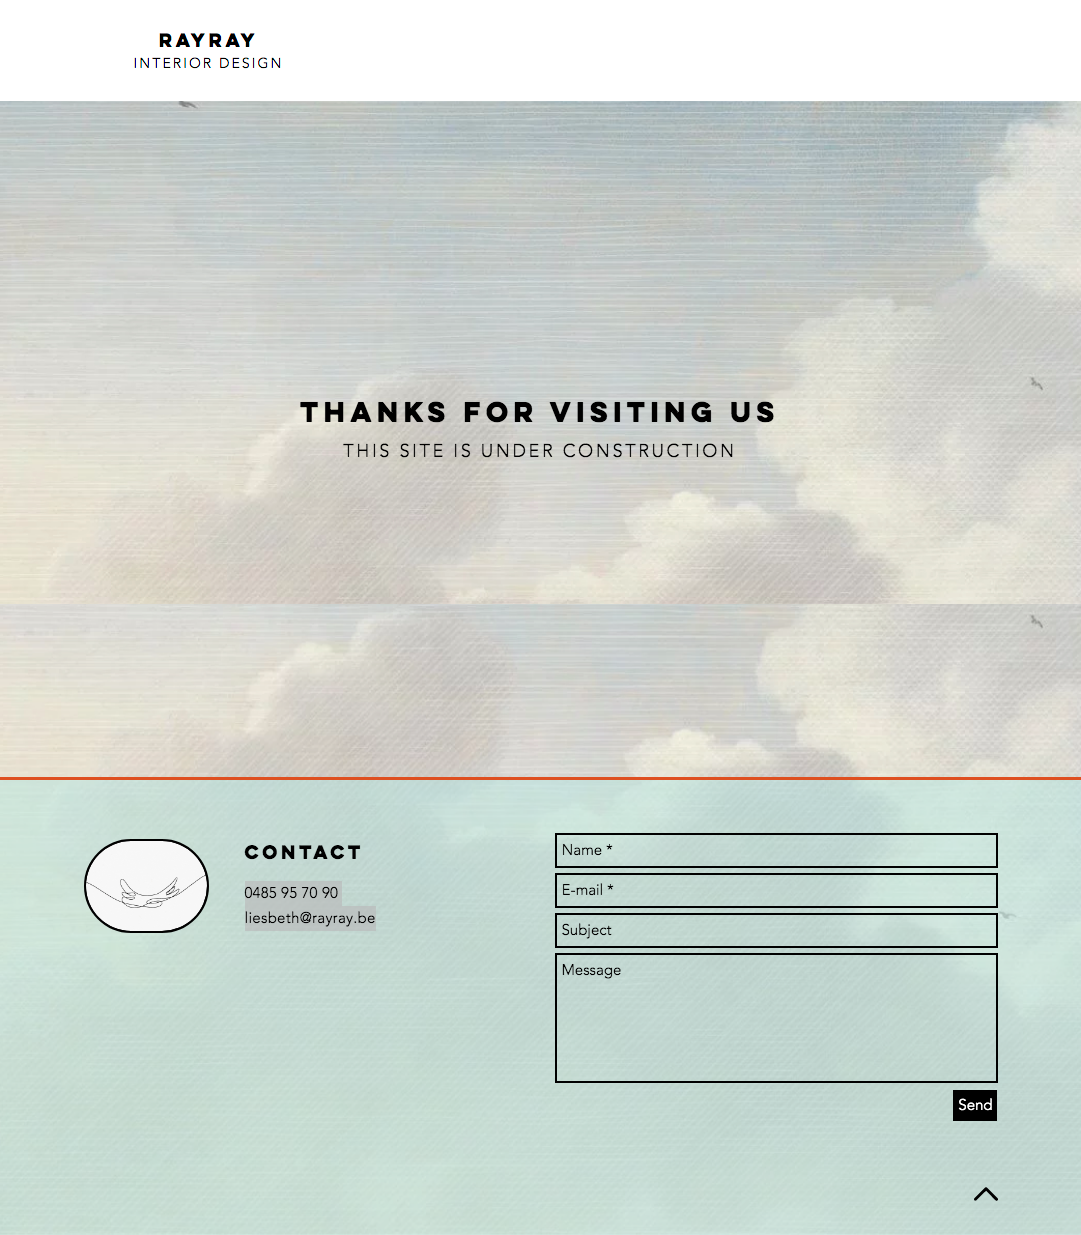 RAYRAY
INTERIOR DESIGN
THANKS FOR VISITING US
THIS SITE IS UNDER CONSTRUCTION
CONTACT
0485 95 70 90
liesbeth@rayray.be
Name *
E-mail *
Subject
Message
Send